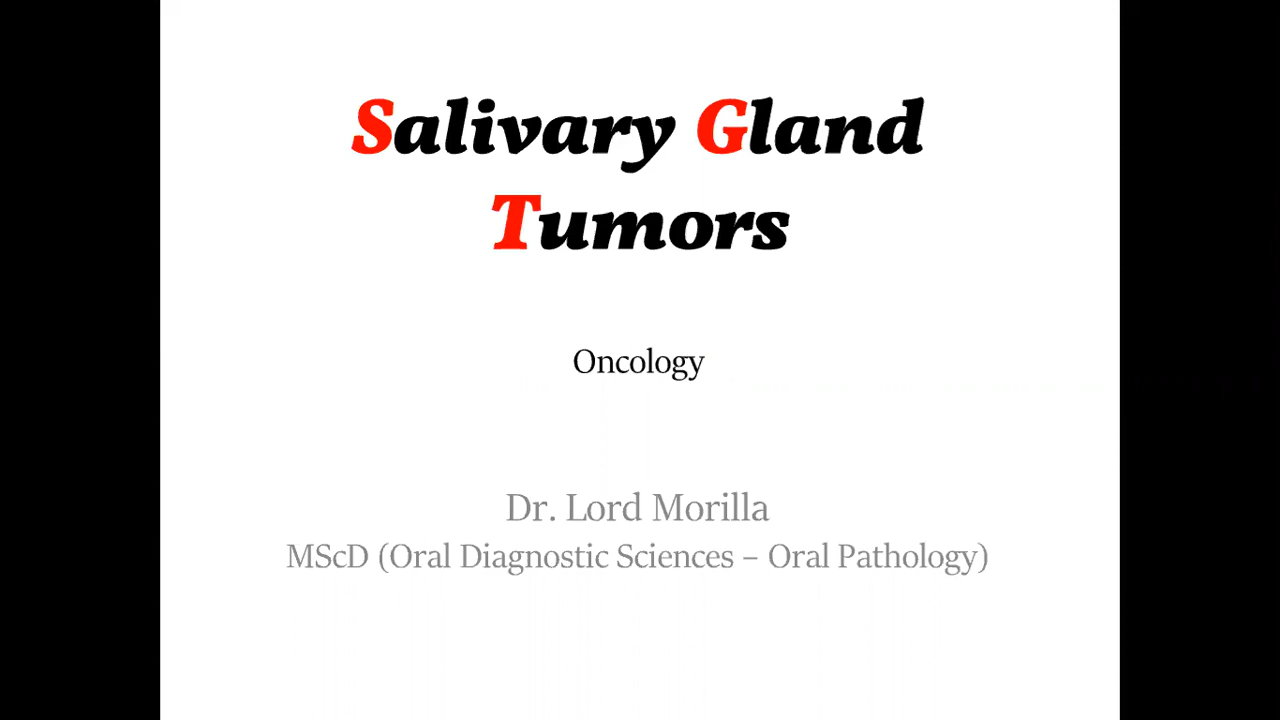 Salivary Gland
Tumors
Oncology
Dr. Lord Morilla
MScD (Oral Diagnostic Sciences – Oral Pathology)